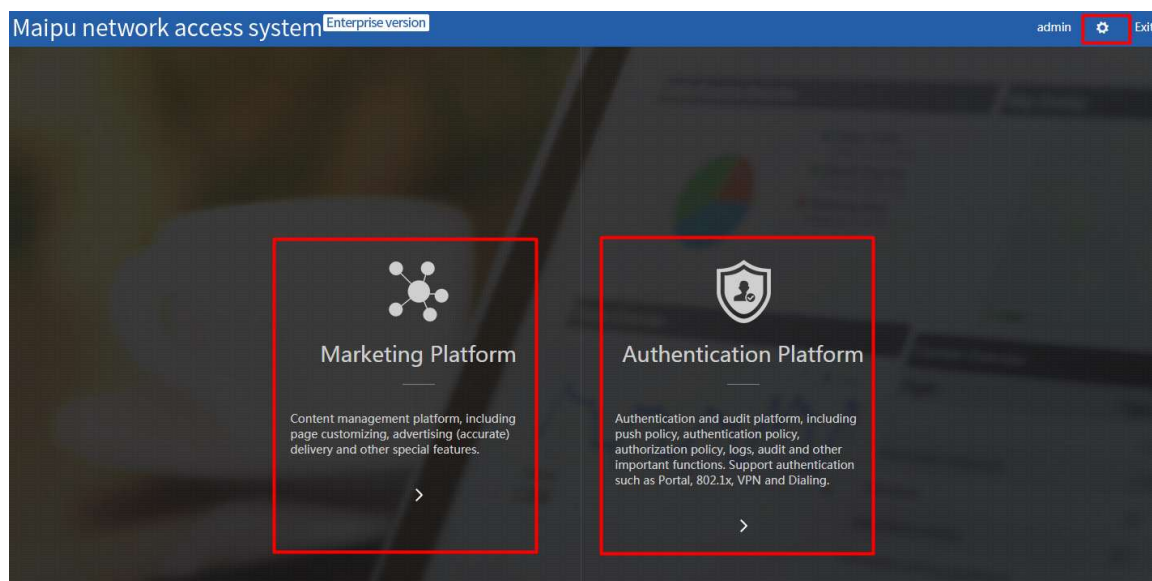 Maipu network access system Enterprise version
admin Exit
Marketing Platform
Content management platform, including
page customizing, advertising (accurate)
delivery and other special features.
Authentication Platform
Authentication and audit platform, including
push policy, authentication policy,
authorization policy, logs, audit and other
important functions. Support authentication
such as Portal, 802.1x, VPN and Dialing.